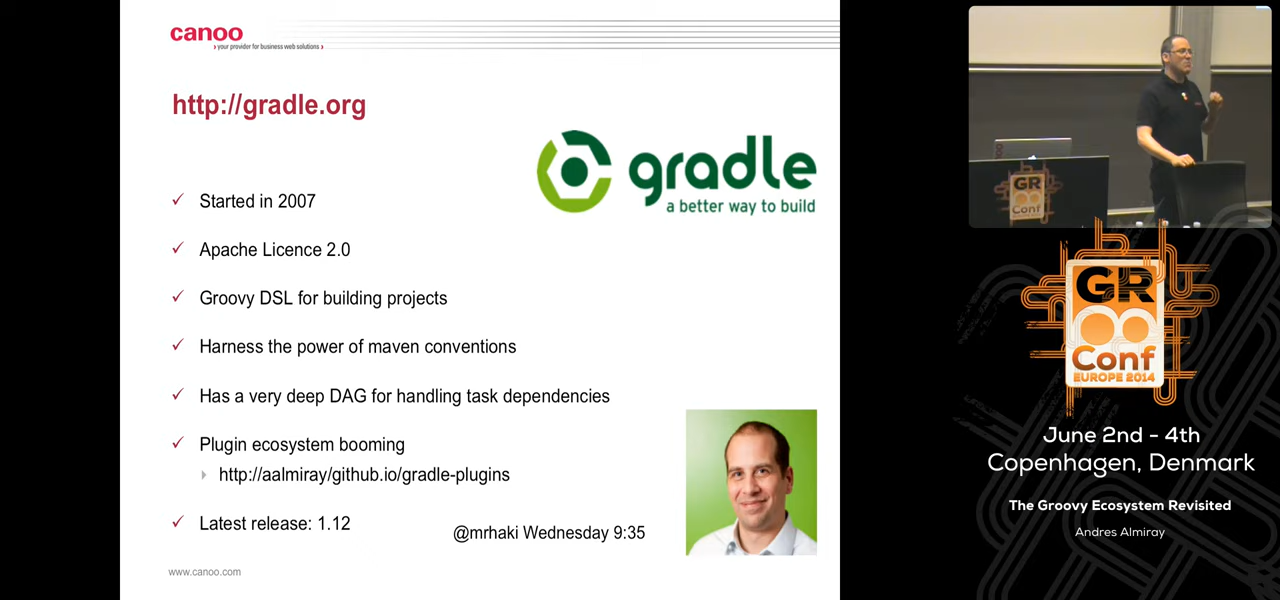 canoo
› your provider for business web solutions ›
http://gradle.org
gradle
a better way to build
Started in 2007
Apache Licence 2.0
Groovy DSL for building projects
Harness the power of maven conventions
Has a very deep DAG for handling task dependencies
Plugin ecosystem booming
http://aalmiray/github.io/gradle-plugins
Latest release: 1.12
@mrhaki Wednesday 9:35
www.canoo.com
GR
Conf
GR
Conf
EUROPE 2014
June 2nd - 4th
Copenhagen, Denmark
The Groovy Ecosystem Revisited
Andres Almiray